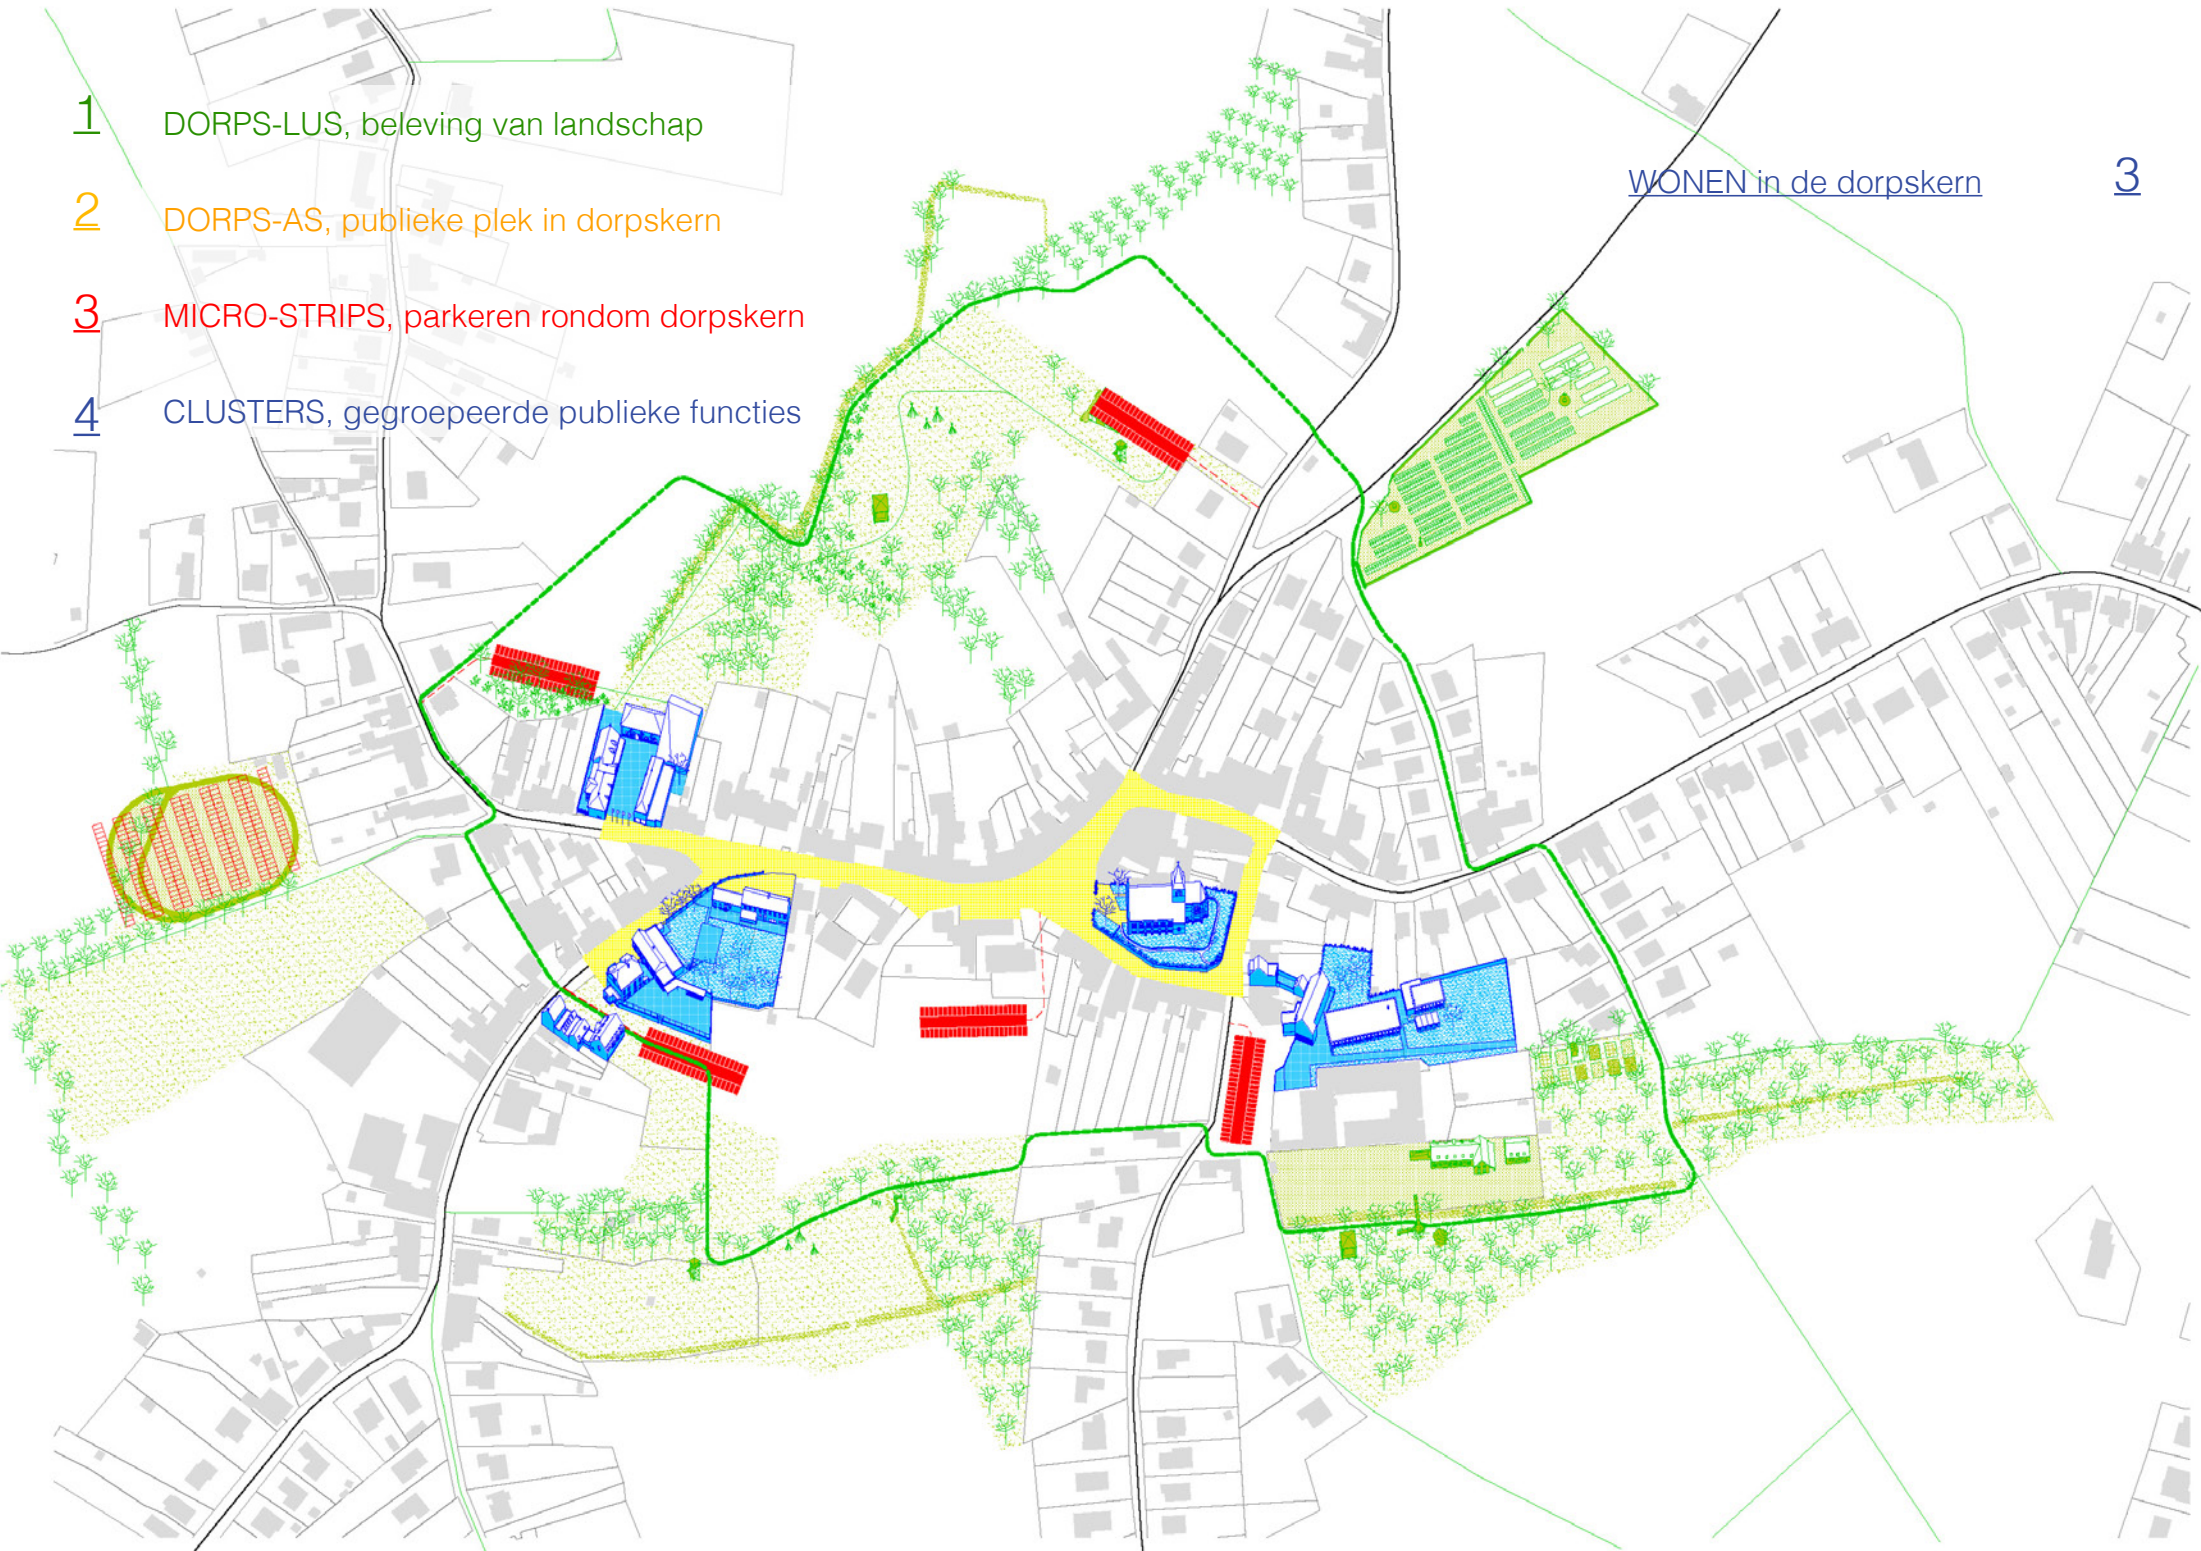 1 DORPS-LUS, beleving van landschap
2 DORPS-AS, publieke plek in dorpskern
3 MICRO-STRIPS, parkeren rondom dorpskern
4 CLUSTERS, gegroepeerde publieke functies
WONEN in de dorpskern 3